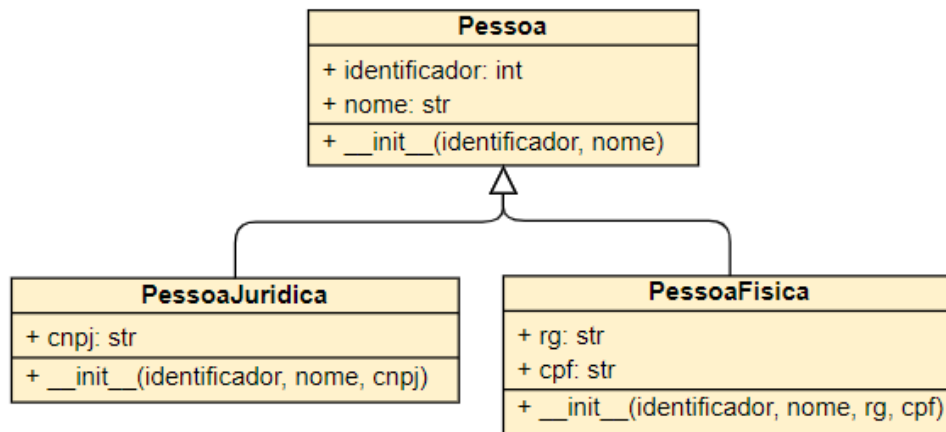 Pessoa
+ identificador: int
+ nome: str
+ __init__(identificador, nome)
PessoaJuridica
+ cnpj: str
+ __init__(identificador, nome, cnpj)
PessoaFisica
+ rg: str
+ cpf: str
+ __init__(identificador, nome, rg, cpf)